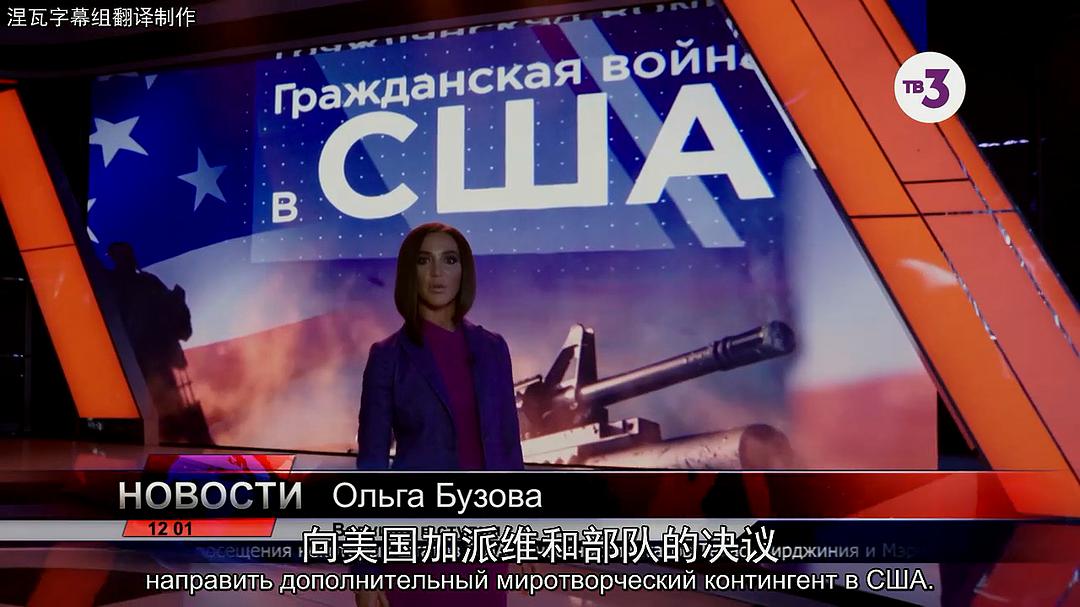 涅瓦字幕组翻译制作
ТВ3
Гражданская война
в США
НОВОСТИ
Ольга Бузова
12 01
向美国加派维和部队的决议
направить дополнительный миротворческий контингент в США.